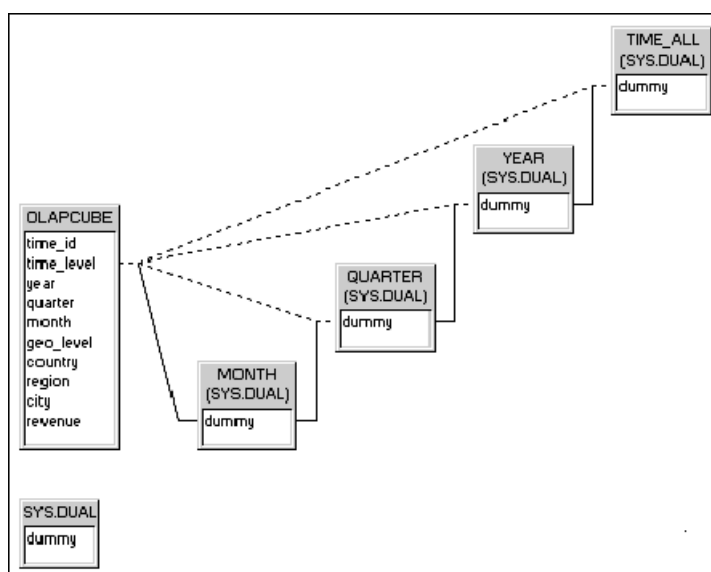 TIME_ALL
(SYS.DUAL)
dummy
YEAR
(SYS.DUAL)
dummy
OLAPCUBE
time_id
time_level
year
quarter
month
geo_level
country
region
city
revenue
QUARTER
(SYS.DUAL)
dummy
MONTH
(SYS.DUAL)
dummy
SYS.DUAL
dummy